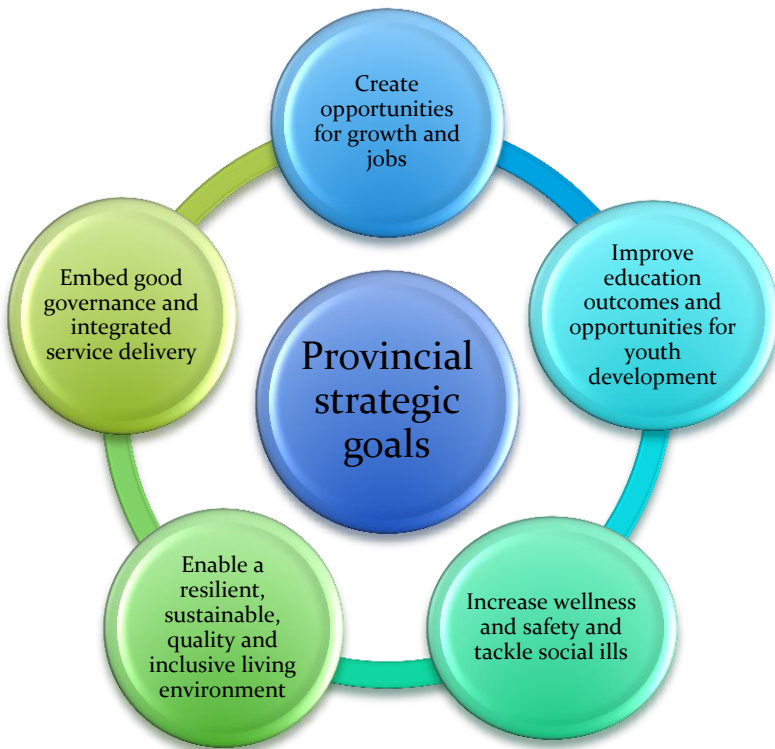 Create
opportunities
for growth and
jobs
Improve
education
outcomes and
opportunities for
youth
development
Increase wellness
and safety and
tackle social ills
Enable a
resilient,
sustainable,
quality and
inclusive living
environment
Embed good
governance and
integrated
service delivery
Provincial
strategic
goals